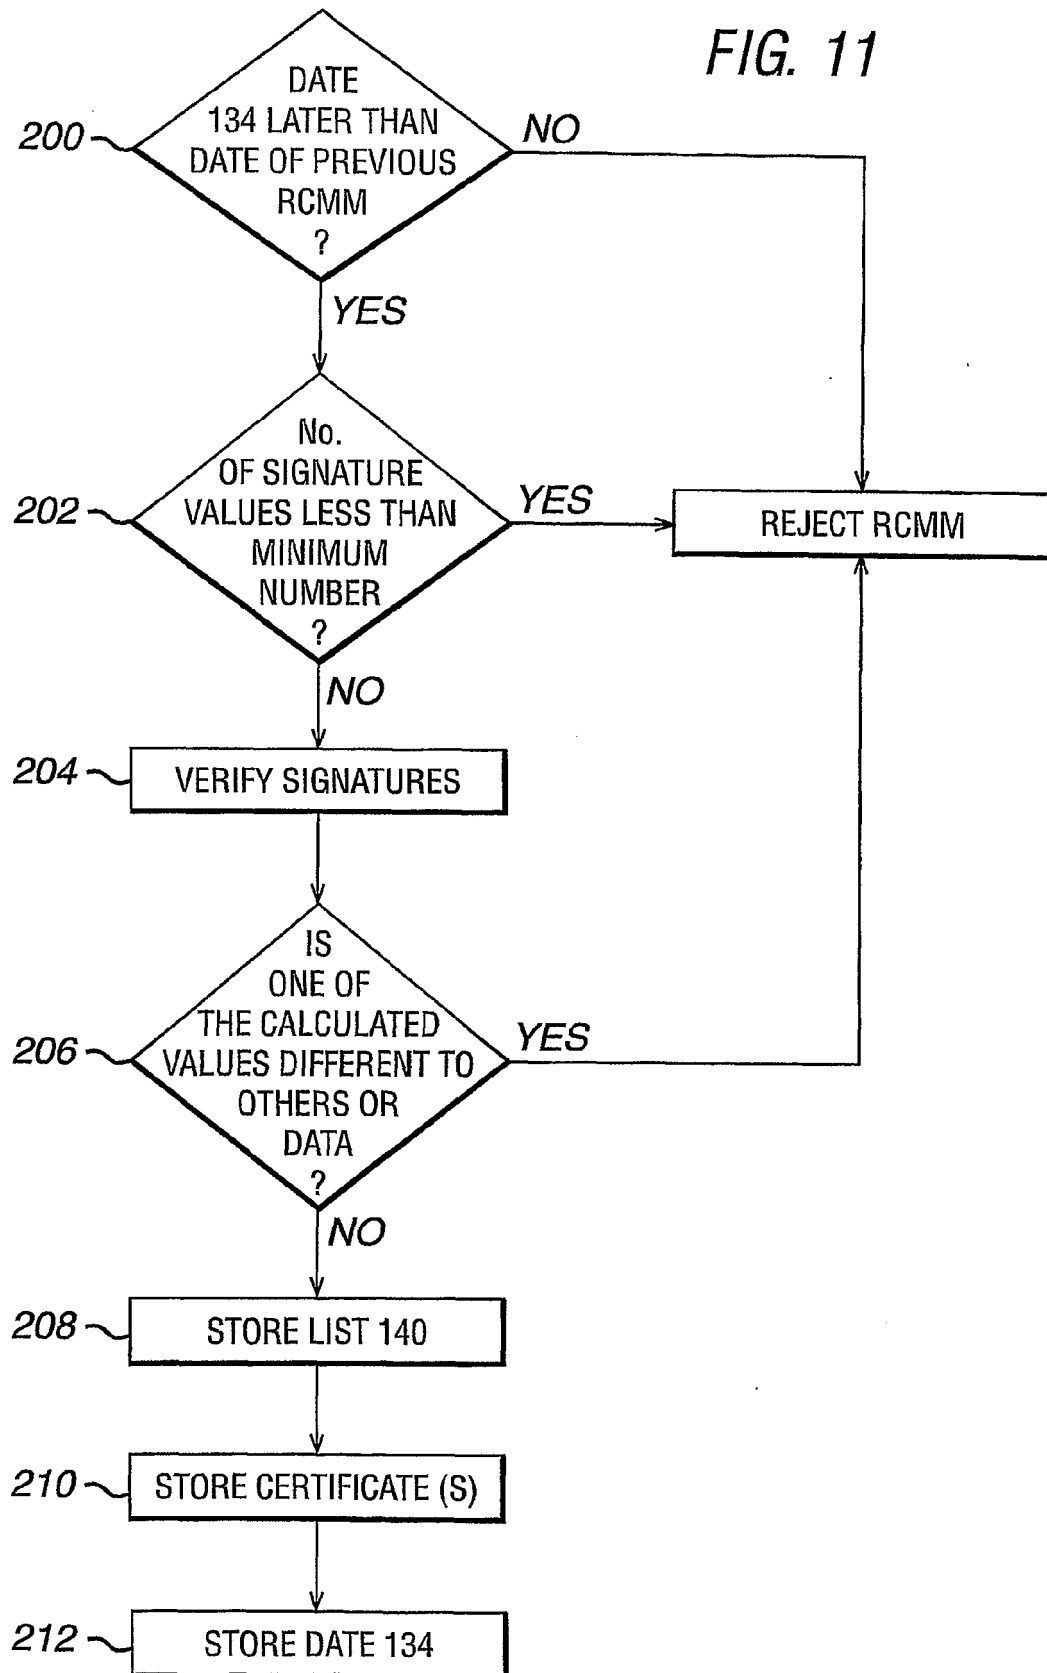 FIG. 11
DATE
134 LATER THAN
DATE OF PREVIOUS
RCMM
?
200
NO
YES
No.
OF SIGNATURE
VALUES LESS THAN
MINIMUM
NUMBER
?
202
YES
REJECT RCMM
NO
204
VERIFY SIGNATURES
IS
ONE OF
THE CALCULATED
VALUES DIFFERENT TO
OTHERS OR
DATA
?
206
YES
NO
208
STORE LIST 140
210
STORE CERTIFICATE (S)
212
STORE DATE 134